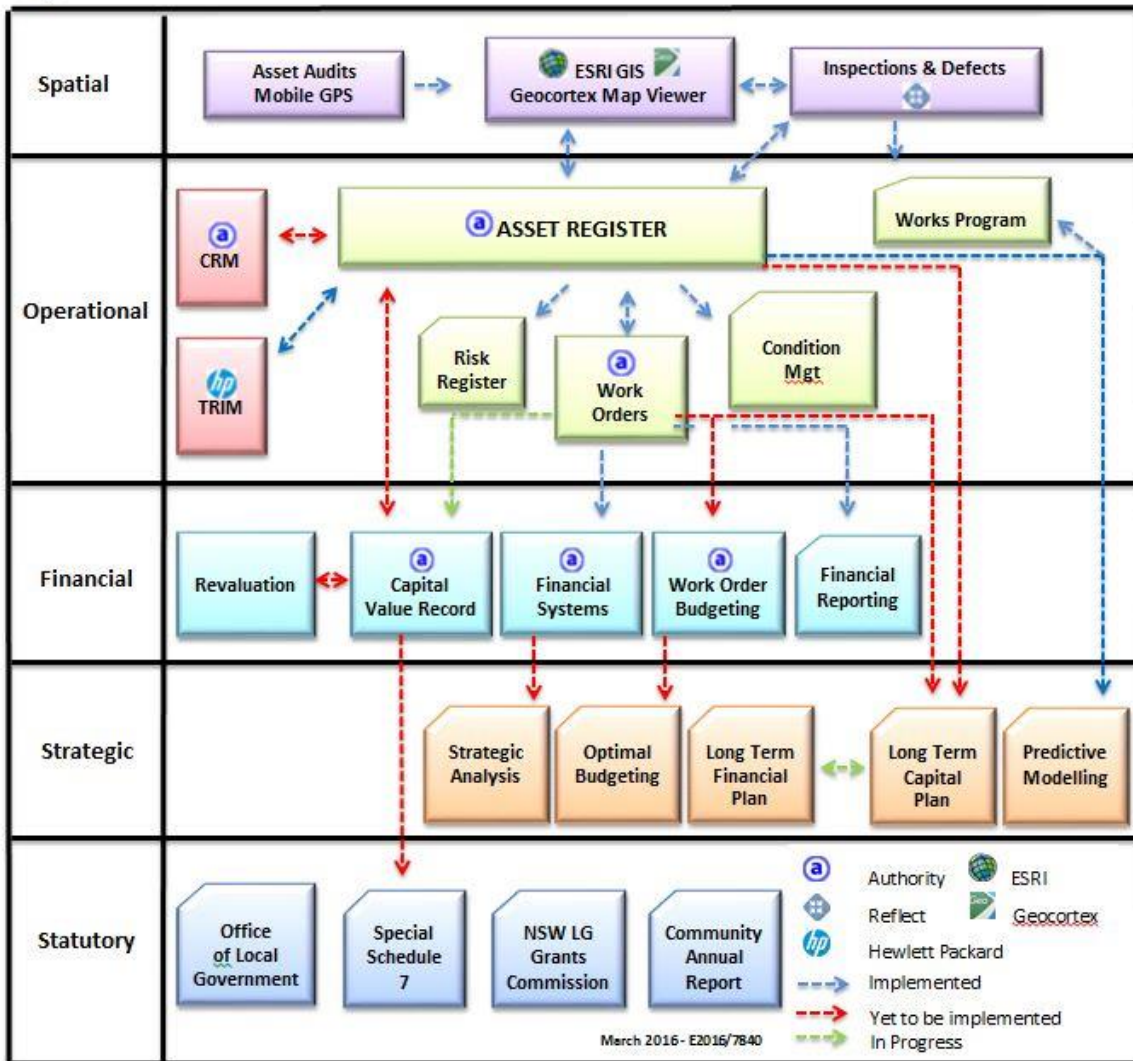 Spatial
Asset Audits
Mobile GPS
ESRI GIS
Geocortex Map Viewer
Inspections & Defects
Operational
a
CRM
a ASSET REGISTER
Works Program
hp
TRIM
Risk
Register
a
Work
Orders
Condition
Mgt
Financial
Revaluation
a
Capital
Value Record
a
Financial
Systems
a
Work Order
Budgeting
Financial
Reporting
Strategic
Strategic
Analysis
Optimal
Budgeting
Long Term
Financial
Plan
Long Term
Capital
Plan
Predictive
Modelling
Statutory
Office
of Local
Government
Special
Schedule
7
NSW LG
Grants
Commission
Community
Annual
Report
a Authority
ESRI
Reflect
Geocortex
hp Hewlett Packard
Implemented
Yet to be implemented
In Progress
March 2016 - E2016/7840